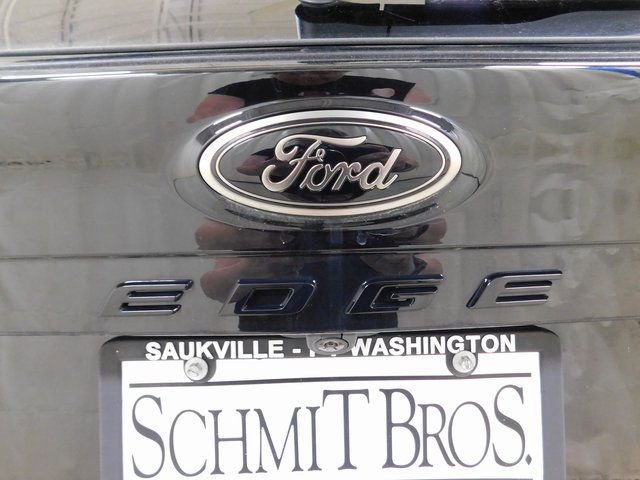 Ford
EDGE
SAUKVILLE - WASHINGTON
SCHMIT BROS.